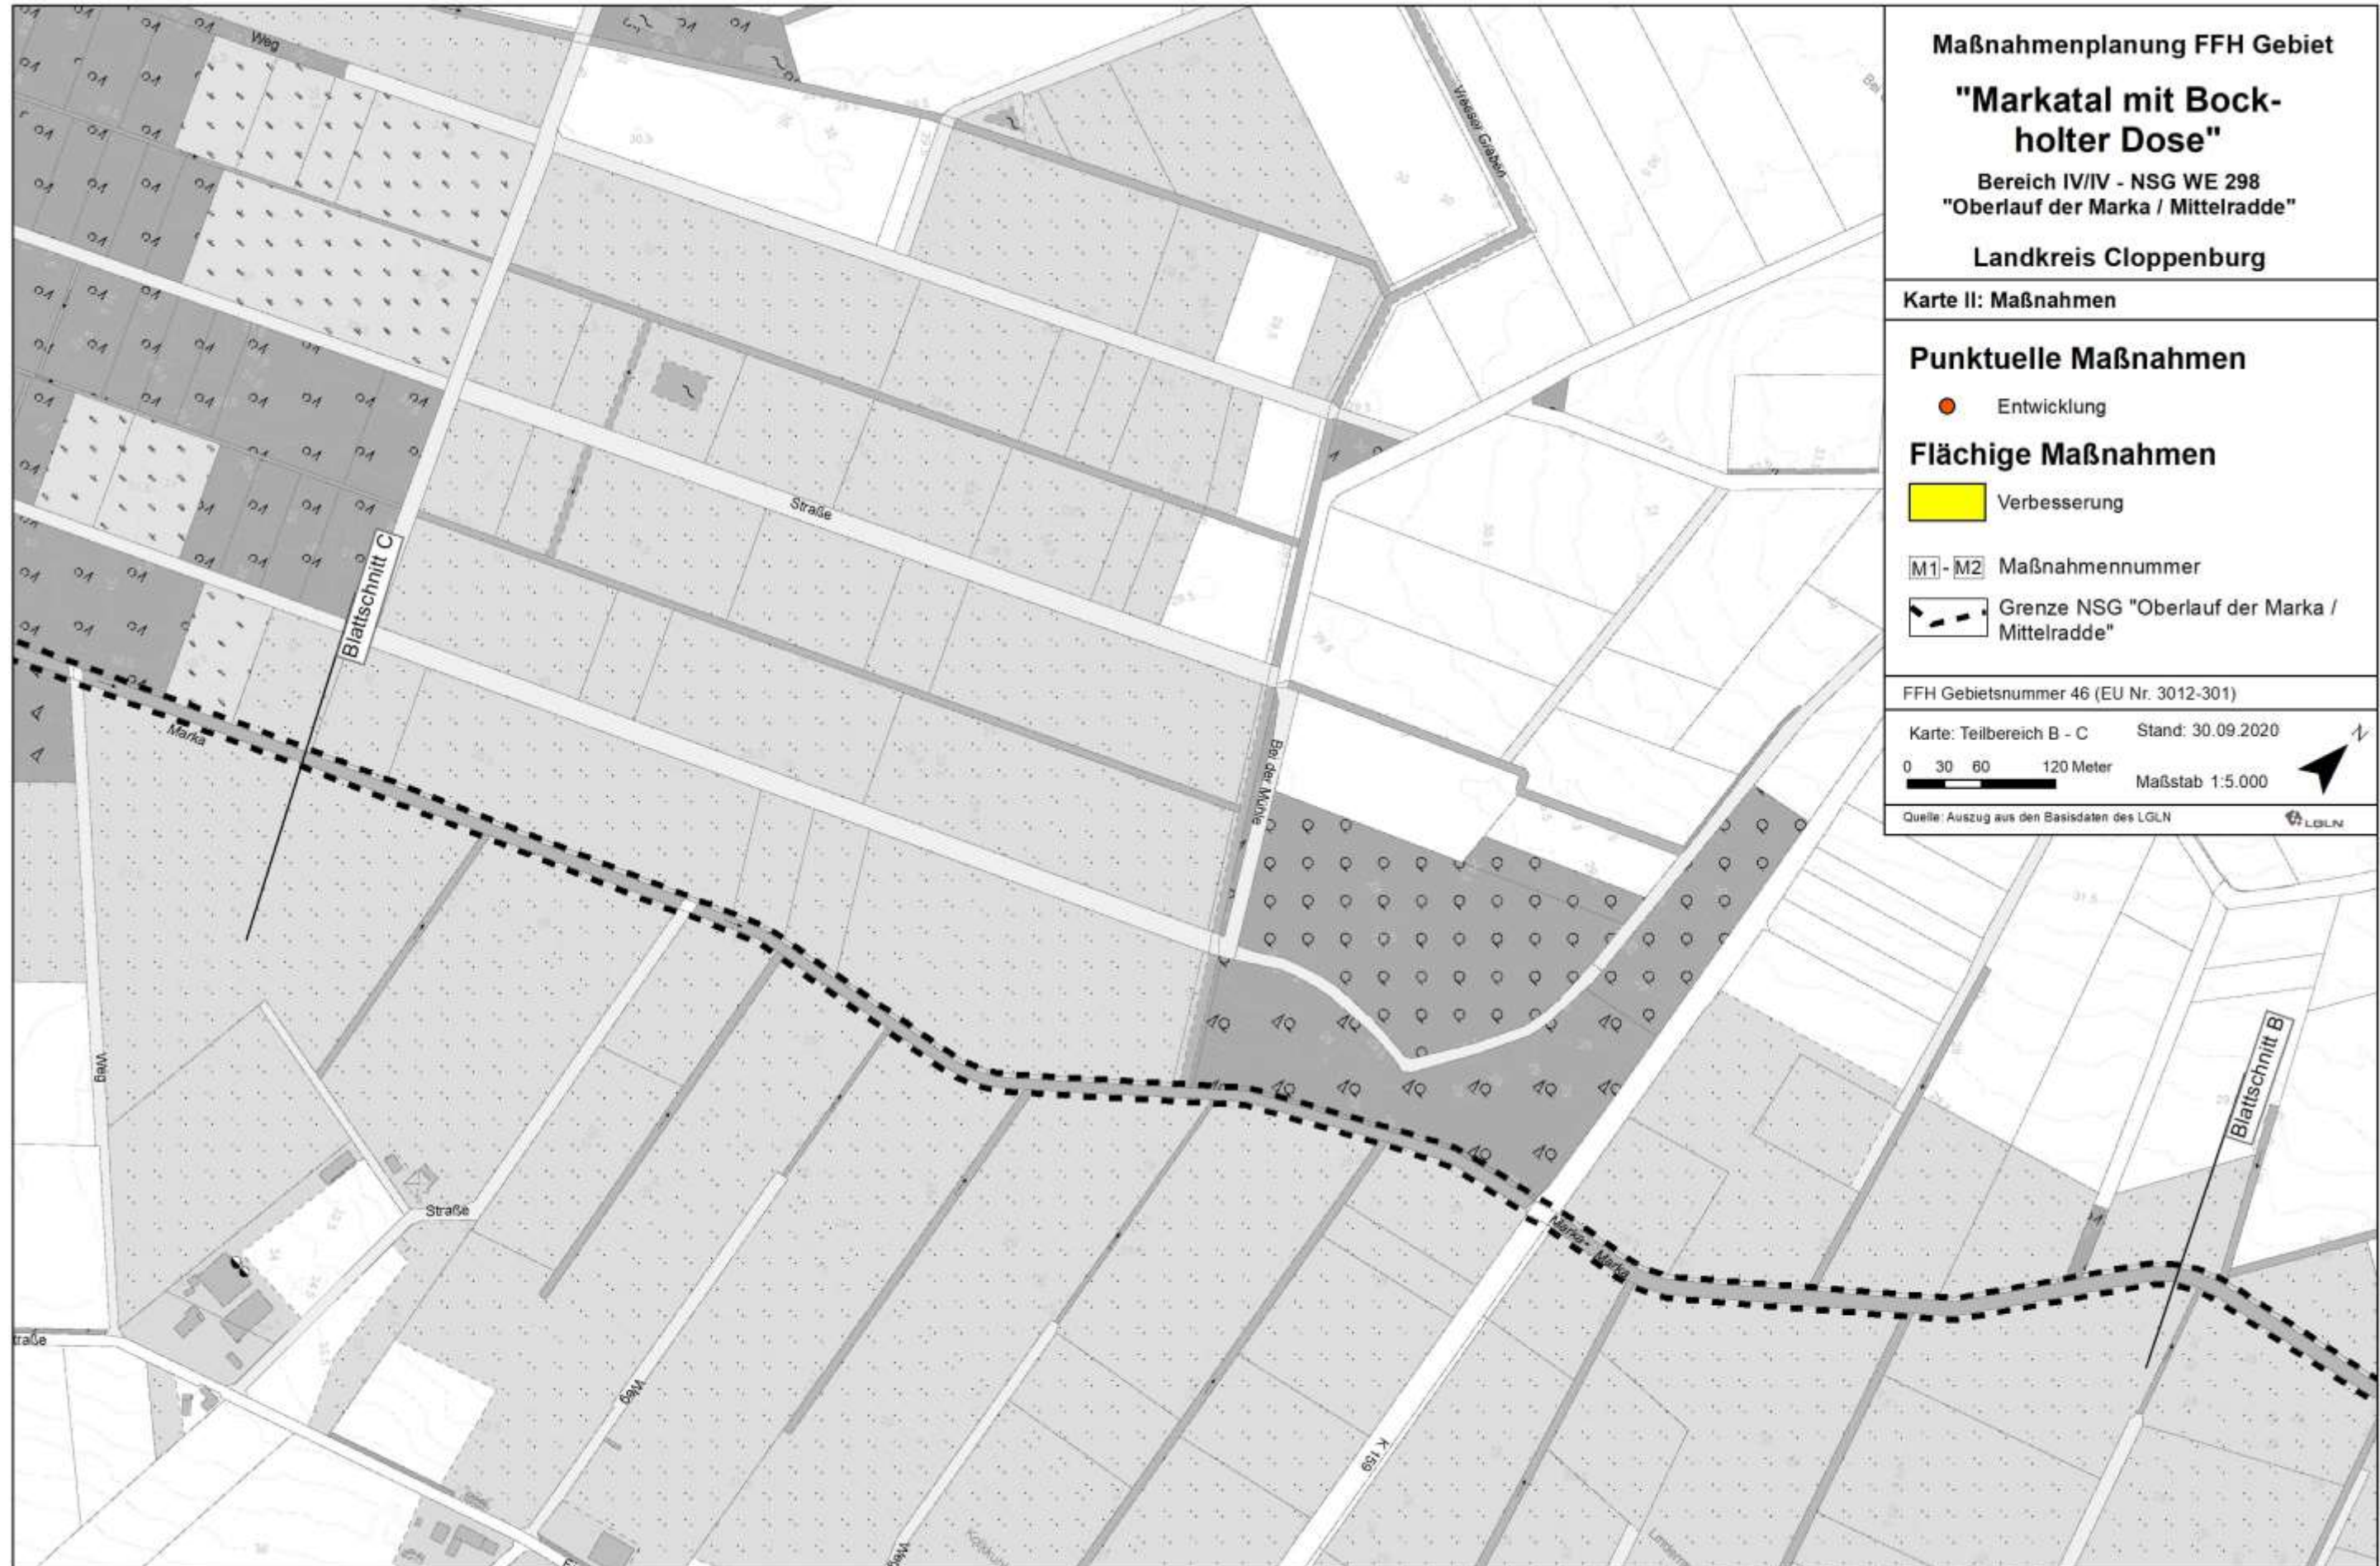 Maßnahmenplanung FFH Gebiet
"Markatal mit Bock-
holter Dose"
Bereich IV/IV - NSG WE 298
"Oberlauf der Marka / Mittelradde"
Landkreis Cloppenburg
Karte II: Maßnahmen
Punktuelle Maßnahmen
Entwicklung
Flächige Maßnahmen
Verbesserung
M1 - M2 Maßnahmennummer
Grenze NSG "Oberlauf der Marka /
Mittelradde"
FFH Gebietsnummer 46 (EU Nr. 3012-301)
Karte: Teilbereich B - C
Stand: 30.09.2020
N
0 30 60 120 Meter
Maßstab 1:5.000
Quelle: Auszug aus den Basisdaten des LGLN
LGLN
Weg
Vreeser Graben
Straße
Blattschnitt C
Marka
Bei der Mühle
Weg
Straße
traße
Weg
K 159
Marka
Marka
Blattschnitt B
Weg